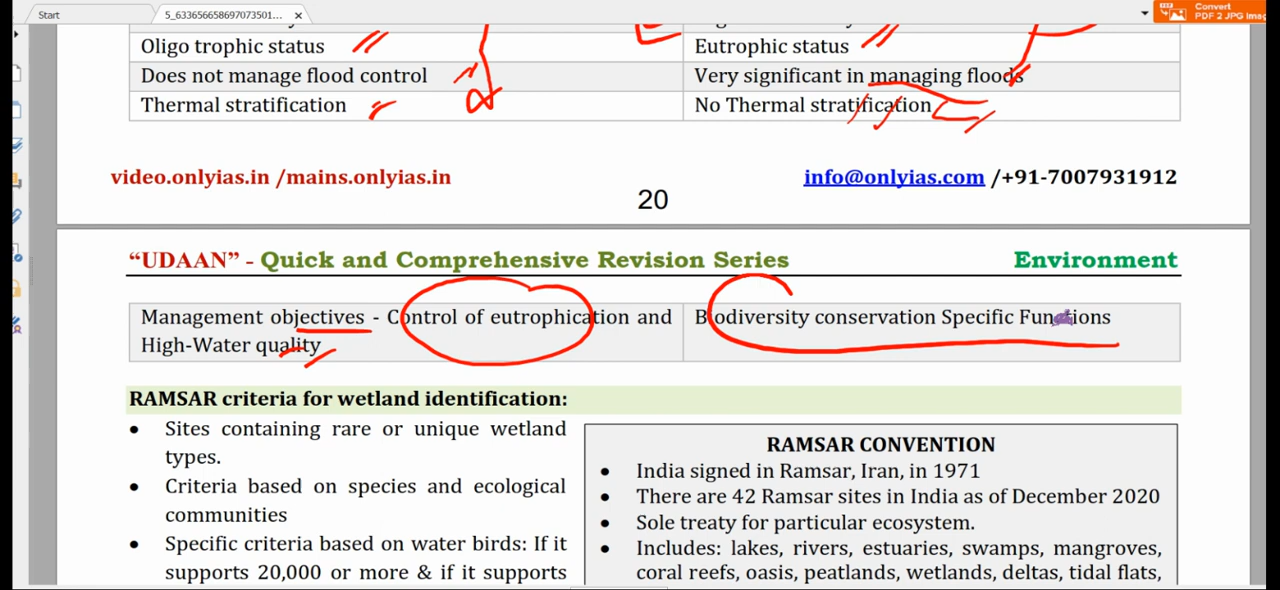 Start
5_633656658697073501...
Convert
PDF 2 JPG Imag
Oligo trophic status
Eutrophic status
Does not manage flood control
Very significant in managing floods
Thermal stratification
No Thermal stratification
video.onlyias.in /mains.onlyias.in
info@onlyias.com /+91-7007931912
20
“UDAAN” - Quick and Comprehensive Revision Series
Environment
Management objectives - Control of eutrophication and
High-Water quality
Biodiversity conservation Specific Functions
RAMSAR criteria for wetland identification:
• Sites containing rare or unique wetland
types.
• Criteria based on species and ecological
communities
• Specific criteria based on water birds: If it
supports 20,000 or more & if it supports
RAMSAR CONVENTION
• India signed in Ramsar, Iran, in 1971
• There are 42 Ramsar sites in India as of December 2020
• Sole treaty for particular ecosystem.
• Includes: lakes, rivers, estuaries, swamps, mangroves,
coral reefs, oasis, peatlands, wetlands, deltas, tidal flats,